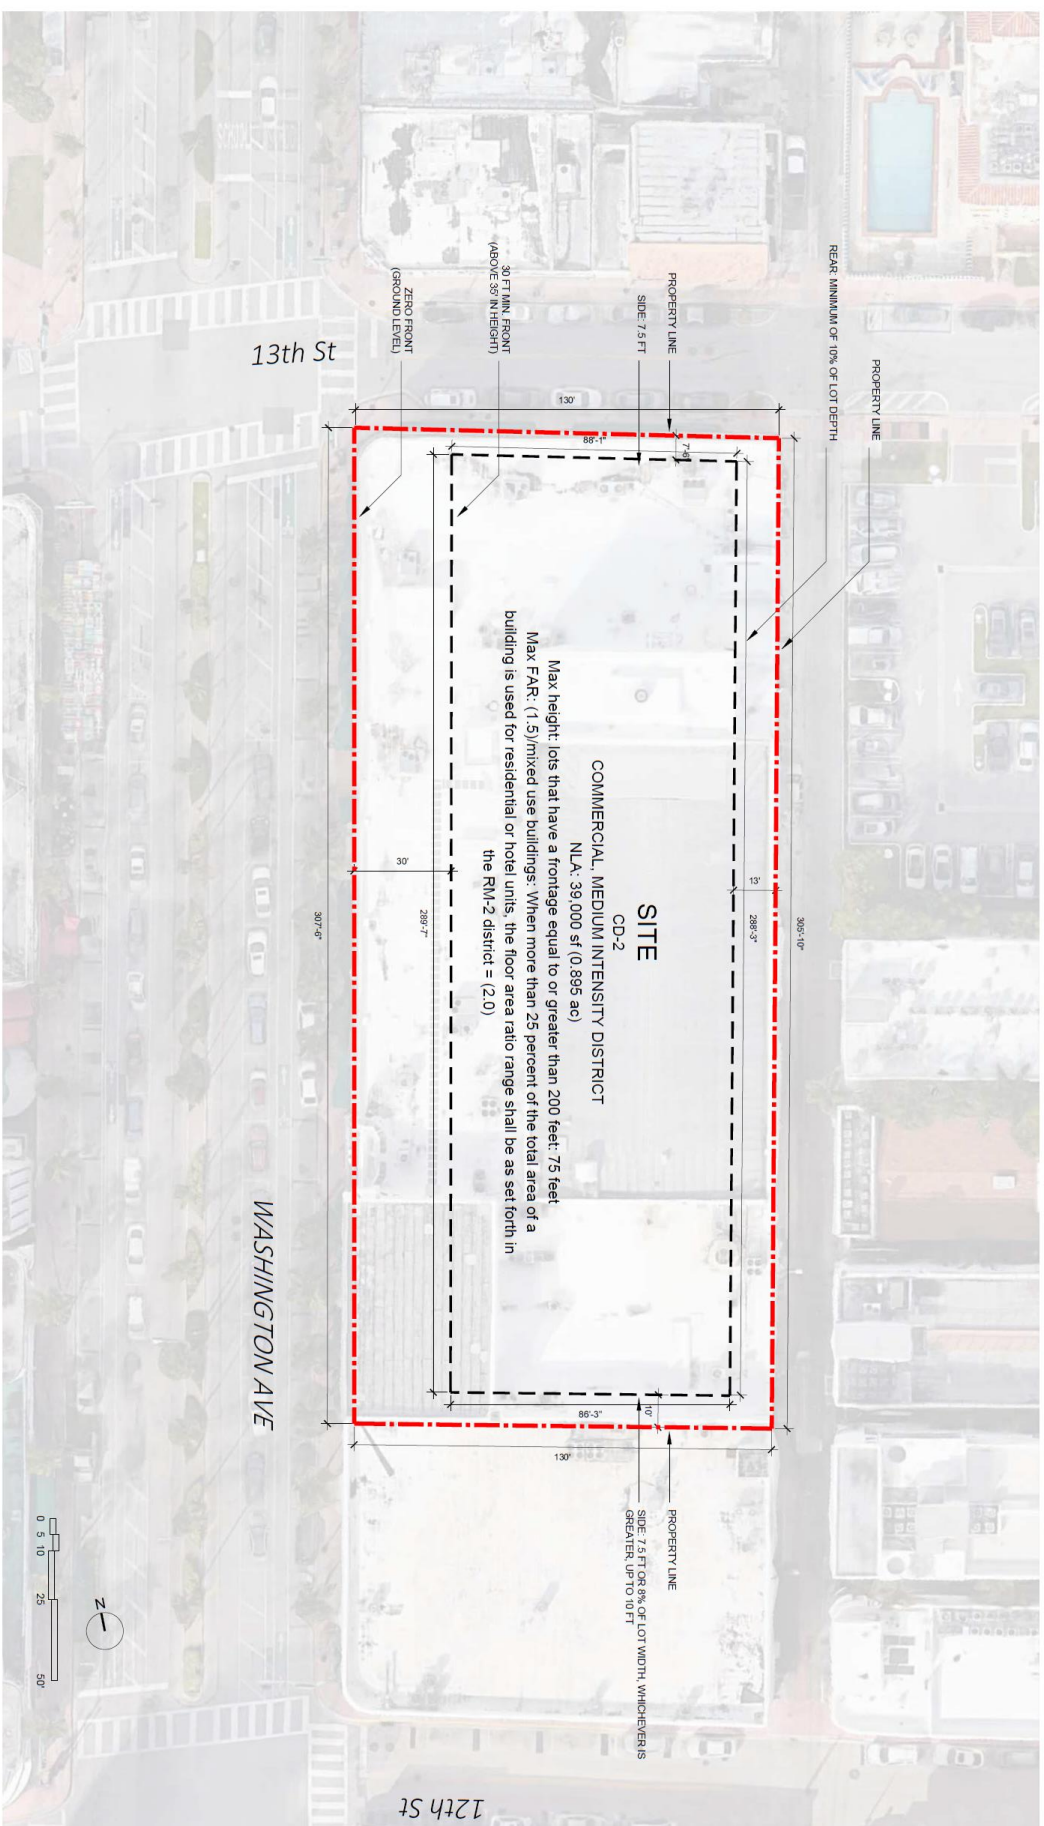 SITE
CD-2
COMMERCIAL, MEDIUM INTENSITY DISTRICT
NLA: 39,000 sf (0.895 ac)
Max height: lots that have a frontage equal to or greater than 200 feet: 75 feet
Max FAR: (1.5)/mixed use buildings: When more than 25 percent of the total area of a
building is used for residential or hotel units, the floor area ratio range shall be as set forth in
the RM-2 district = (2.0)
PROPERTY LINE
REAR: MINIMUM OF 10% OF LOT DEPTH
PROPERTY LINE
SIDE: 7.5 FT
30 FT MIN. FRONT
(ABOVE 35' IN HEIGHT)
ZERO FRONT
(GROUND LEVEL)
13th St
130'
88'-1"
7'-6"
305'-10"
288'-3"
13'
30'
289'-7"
307'-6"
WASHINGTON AVE
86'-3"
10'
130'
PROPERTY LINE
SIDE: 7.5 FT OR 8% OF LOT WIDTH, WHICHEVER IS
GREATER, UP TO 10 FT
12th St
0 5 10 25 50'
N